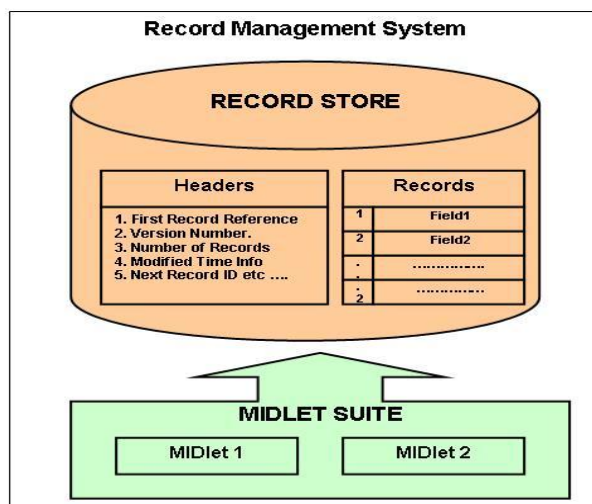 Record Management System
RECORD STORE
Headers
1. First Record Reference
2. Version Number.
3. Number of Records
4. Modified Time Info
5. Next Record ID etc ....
Records
1 Field1
2 Field2
. ...............
.
. ...............
2
MIDLET SUITE
MIDlet 1
MIDlet 2